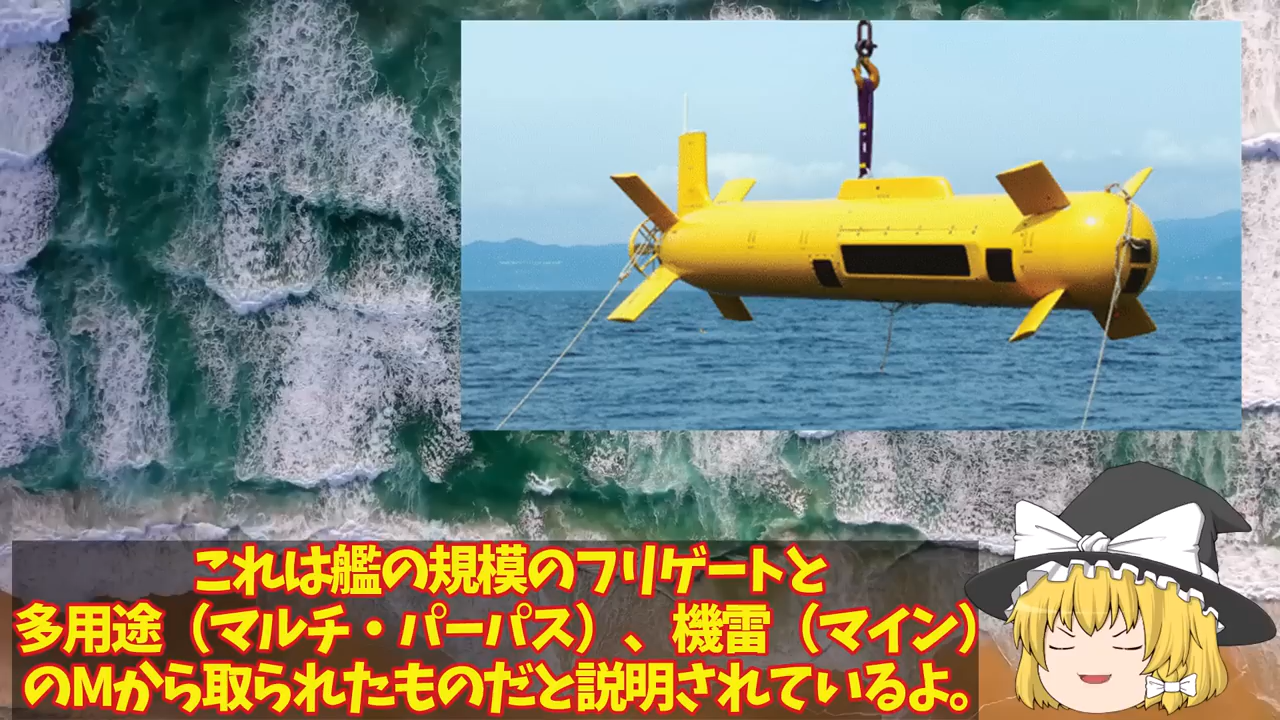 これは艦の規模のフリゲートと
多用途（マルチ・パーパス）、機雷（マイン）
のMから取られたものだと説明されているよ。